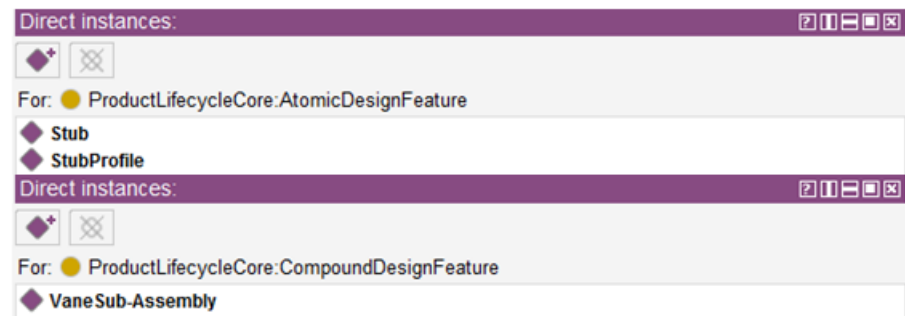 Direct instances:
For: ProductLifecycleCore:AtomicDesignFeature
Stub
StubProfile
Direct instances:
For: ProductLifecycleCore:CompoundDesignFeature
VaneSub-Assembly